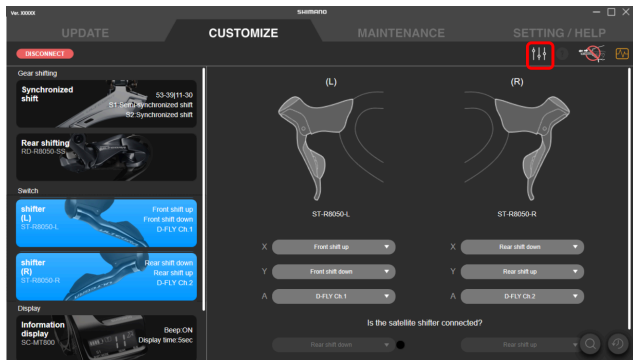 Ver. XXXXX
SHIMANO
UPDATE
CUSTOMIZE
MAINTENANCE
SETTING / HELP
DISCONNECT
Gear shifting
Synchronized
shift
53-39|11-30
S1:Semi-synchronized shift
S2:Synchronized shift
Rear shifting
RD-R8050-SS
Switch
shifter
(L)
ST-R8050-L
Front shift up
Front shift down
D-FLY Ch.1
shifter
(R)
ST-R8050-R
Rear shift down
Rear shift up
D-FLY Ch.2
Display
Information
display
SC-MT800
Beep:ON
Display time:5sec
(L)
(R)
ST-R8050-L
ST-R8050-R
X
Front shift up
X
Rear shift down
Y
Front shift down
Y
Rear shift up
A
D-FLY Ch.1
A
D-FLY Ch.2
Is the satellite shifter connected?
Rear shift down
Rear shift up